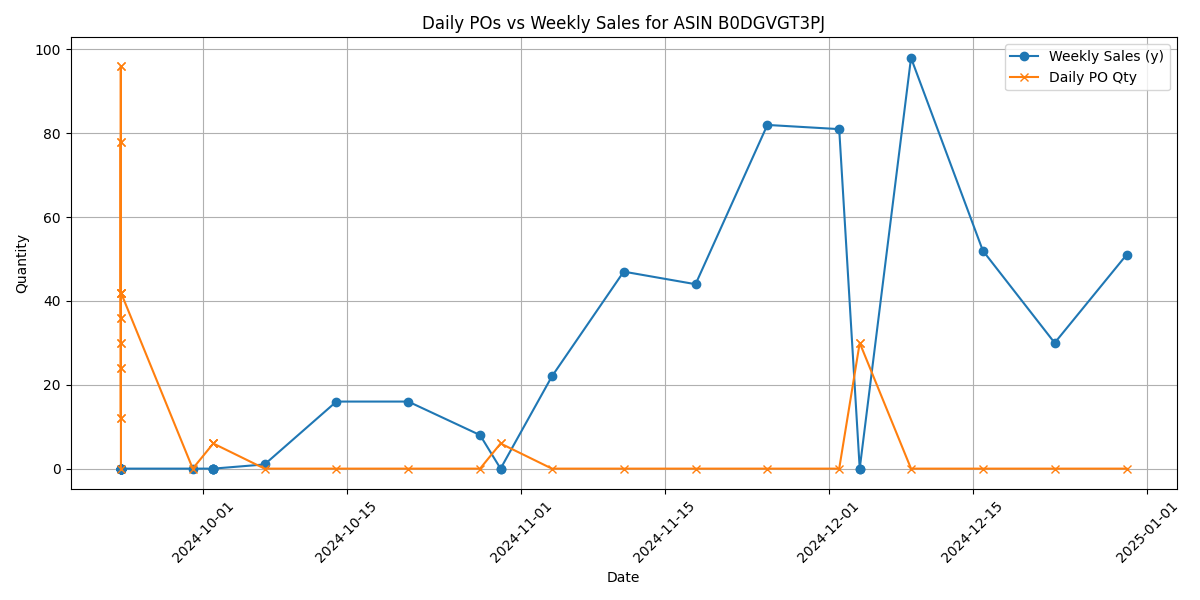 Daily POs vs Weekly Sales for ASIN B0DGVGT3PJ
Weekly Sales (y)
Daily PO Qty
Quantity
100
80
60
40
20
0
2024-10-01
2024-10-15
2024-11-01
2024-11-15
2024-12-01
2024-12-15
2025-01-01
Date